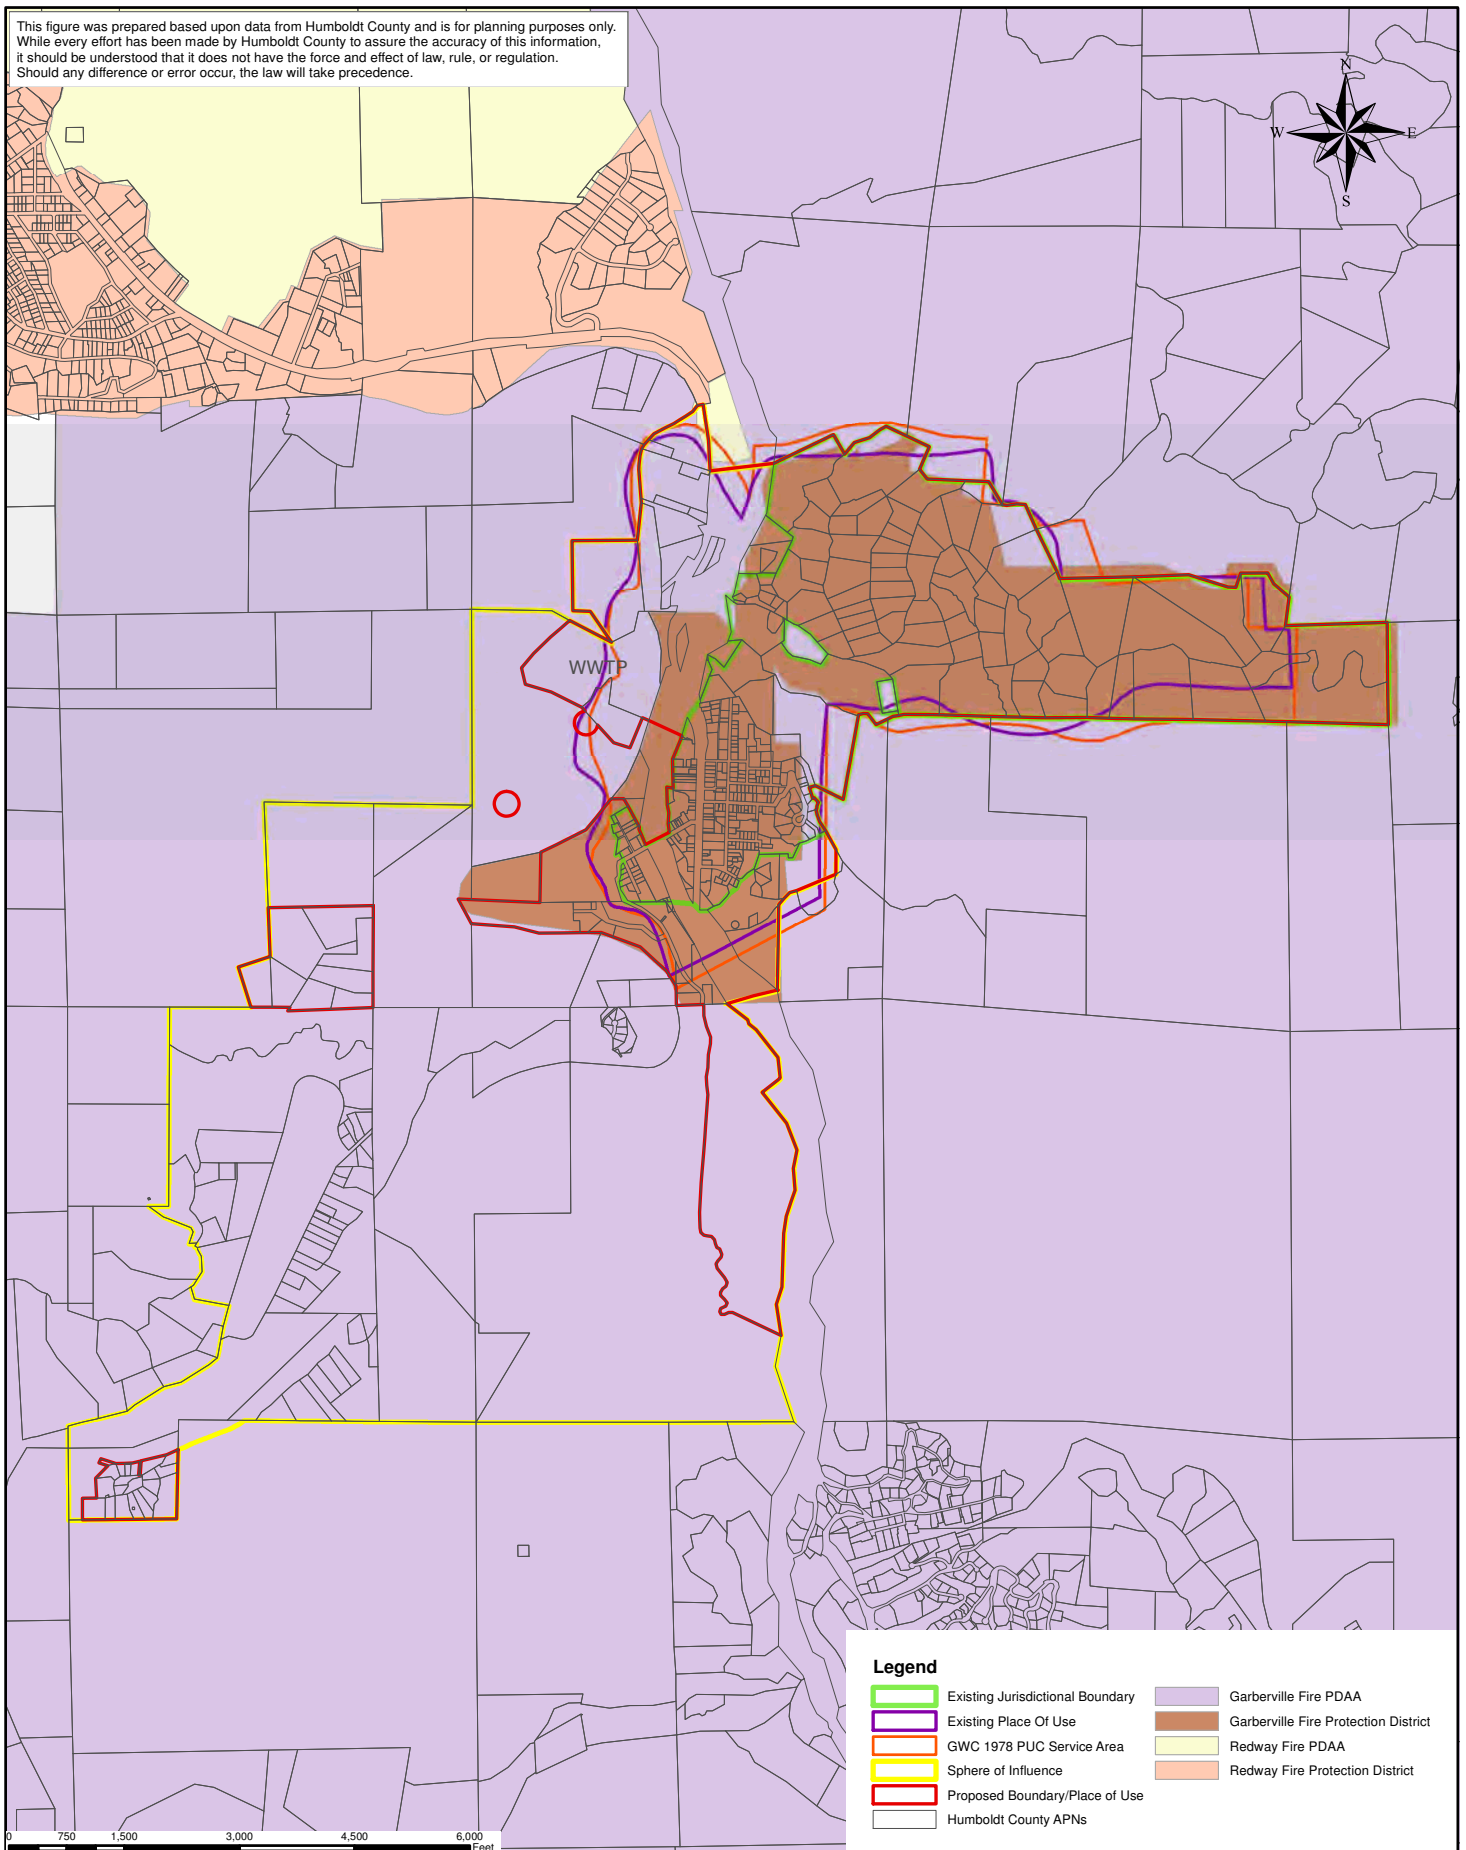 This figure was prepared based upon data from Humboldt County and is for planning purposes only.
While every effort has been made by Humboldt County to assure the accuracy of this information,
it should be understood that it does not have the force and effect of law, rule, or regulation.
Should any difference or error occur, the law will take precedence.
N
W E
S
WWTP
Legend
Existing Jurisdictional Boundary
Existing Place Of Use
GWC 1978 PUC Service Area
Sphere of Influence
Proposed Boundary/Place of Use
Humboldt County APNs
Garberville Fire PDAA
Garberville Fire Protection District
Redway Fire PDAA
Redway Fire Protection District
0 750 1,500 3,000 4,500 6,000
Feet